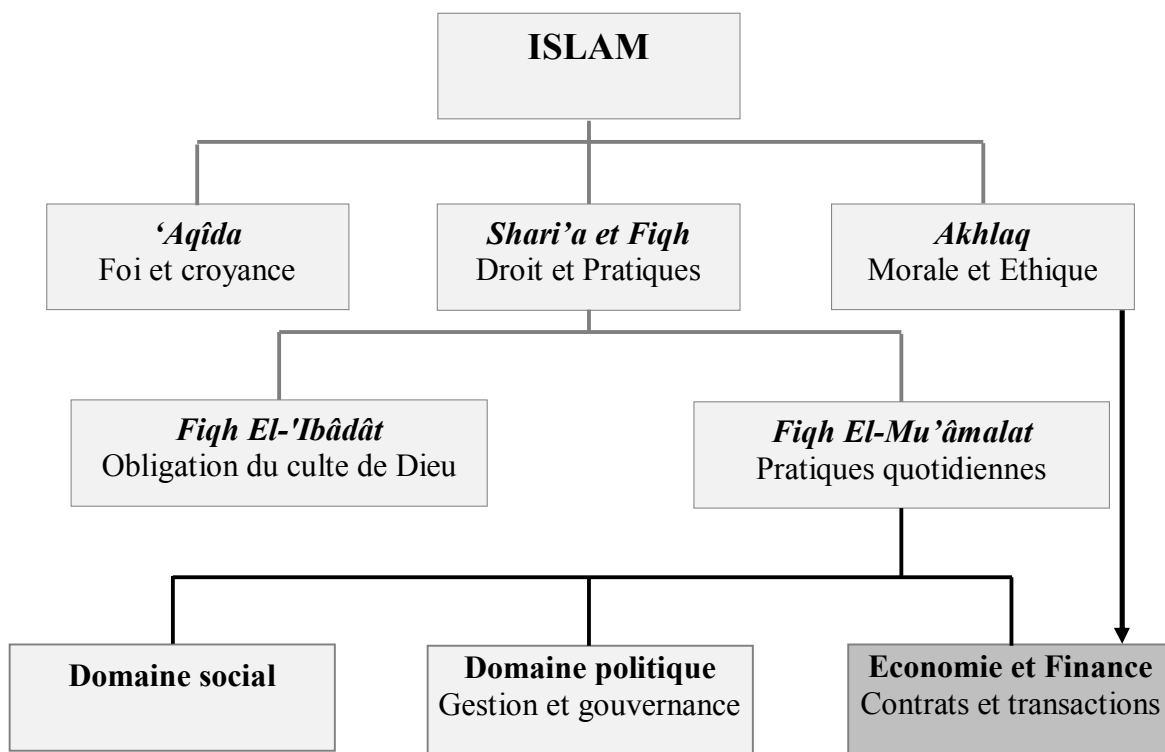 ISLAM
‘Aqîda
Foi et croyance
Shari’a et Fiqh
Droit et Pratiques
Akhlaq
Morale et Ethique
Fiqh El-'Ibâdât
Obligation du culte de Dieu
Fiqh El-Mu’âmalat
Pratiques quotidiennes
Domaine social
Domaine politique
Gestion et gouvernance
Economie et Finance
Contrats et transactions